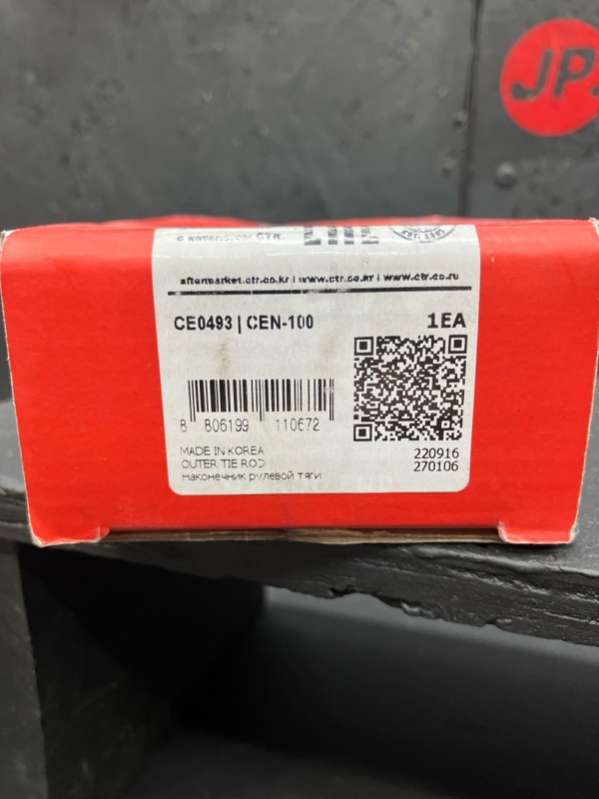 JP.
aftermarket.ctr.co.kr | www.ctr.co.kr | www.ctr.co.ru
CE0493 | CEN-100
1EA
8 806199 110672
MADE IN KOREA
OUTER TIE ROD
наконечник рулевой тяги
220916
270106